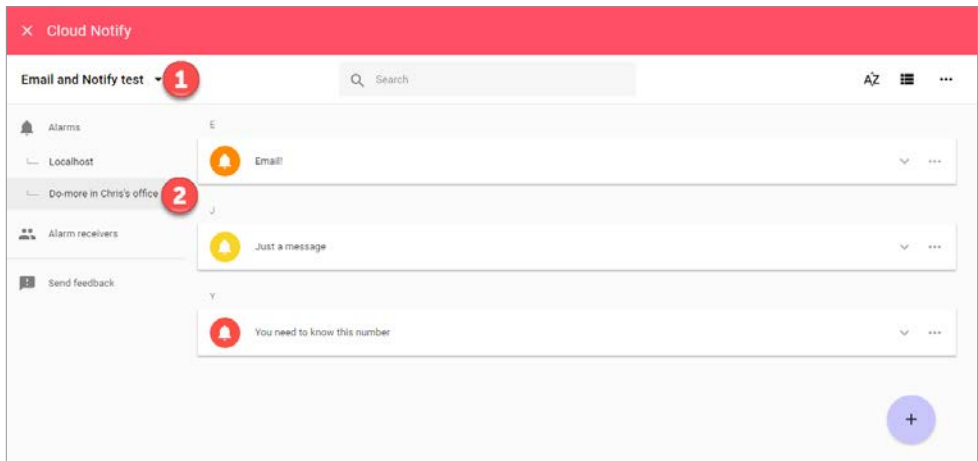 × Cloud Notify
Email and Notify test 1 Search AZ
Alarms
Localhost
Do-more in Chris's office 2
Alarm receivers
Send feedback
E
Email!
J
Just a message
Y
You need to know this number
+